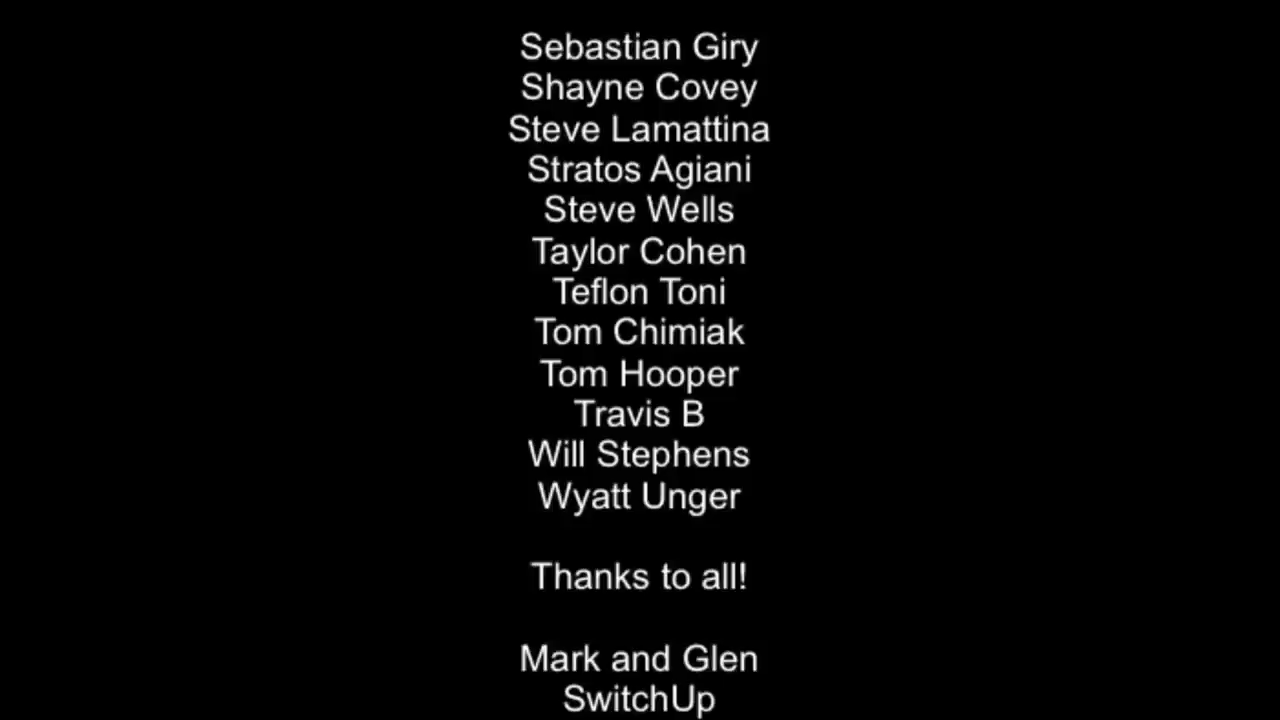 Sebastian Giry
Shayne Covey
Steve Lamattina
Stratos Agiani
Steve Wells
Taylor Cohen
Teflon Toni
Tom Chimiak
Tom Hooper
Travis B
Will Stephens
Wyatt Unger
Thanks to all!
Mark and Glen
SwitchUp